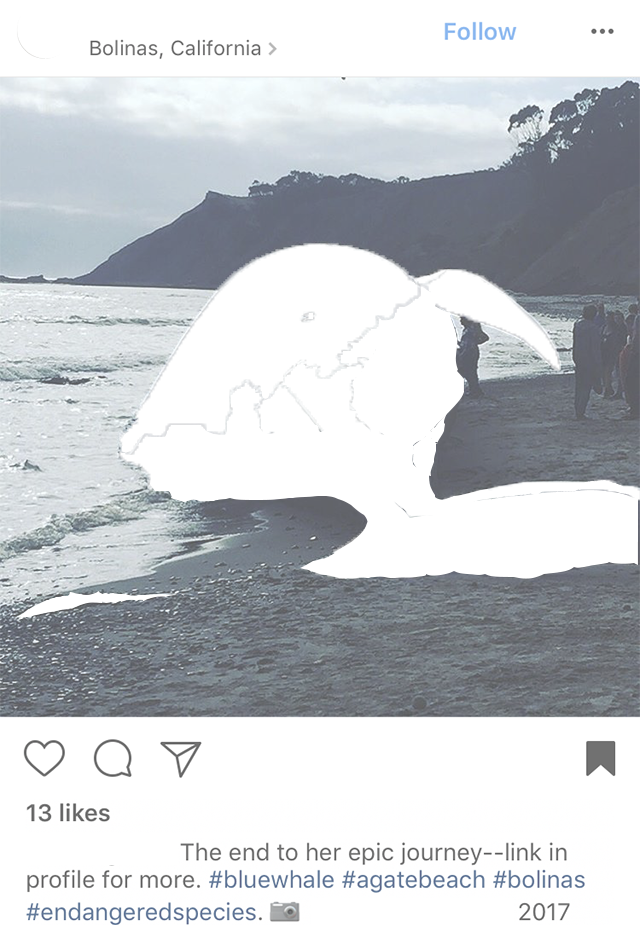 Bolinas, California
Follow
13 likes
The end to her epic journey--link in
profile for more. #bluewhale #agatebeach #bolinas
#endangeredspecies. 📷 2017